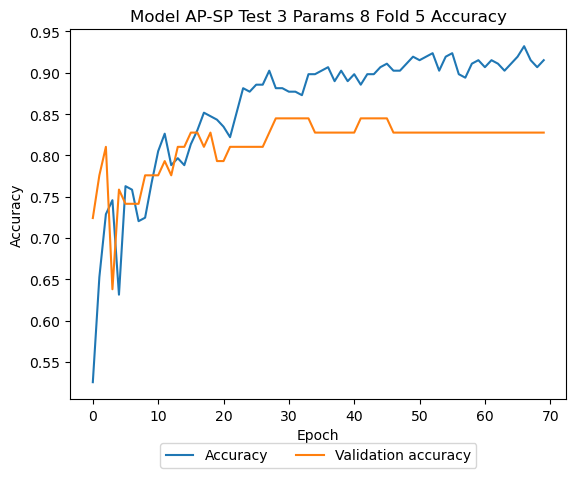 Model AP-SP Test 3 Params 8 Fold 5 Accuracy
0.95
0.90
0.85
0.80
0.75
0.70
0.65
0.60
0.55
Accuracy
0 10 20 30 40 50 60 70
Epoch
Accuracy Validation accuracy